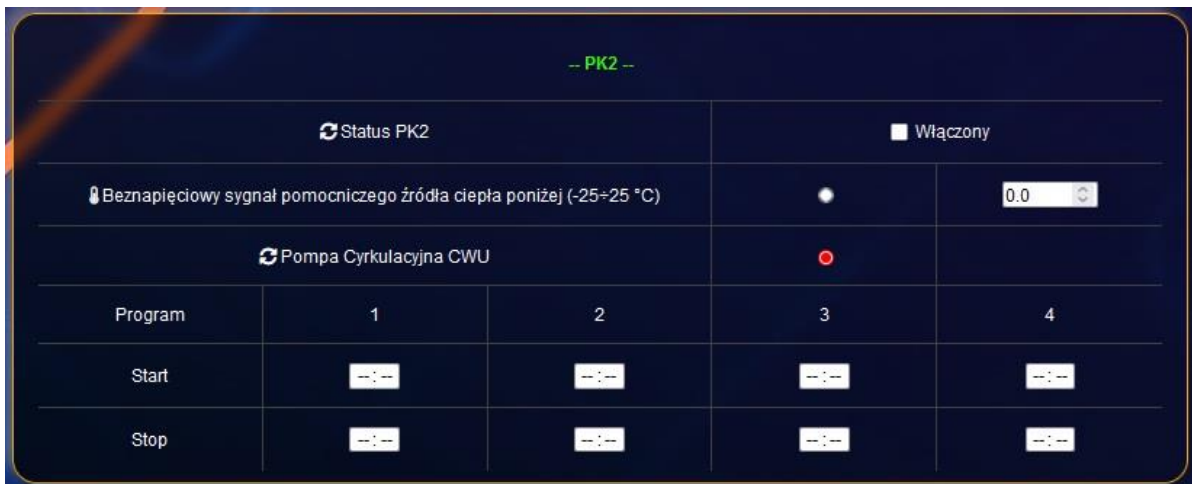 -- PK2 --
Status PK2 Włączony
Beznapięciowy sygnał pomocniczego źródła ciepła poniżej (-25÷25 °C) 0.0
Pompa Cyrkulacyjna CWU
Program 1 2 3 4
Start --:-- --:-- --:-- --:--
Stop --:-- --:-- --:-- --:--